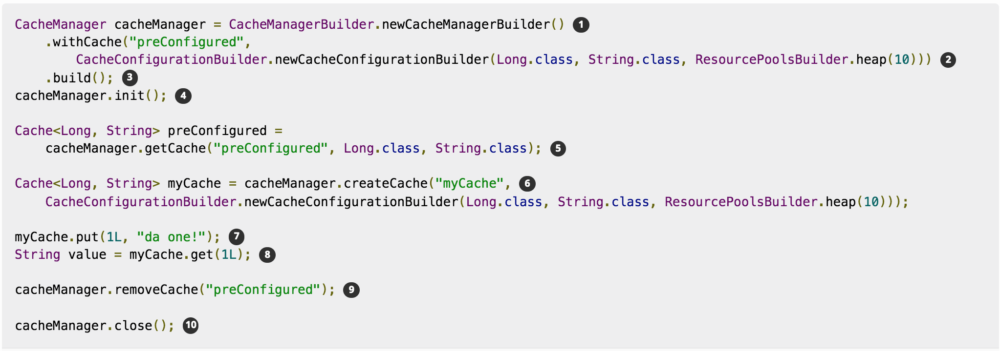 CacheManager cacheManager = CacheManagerBuilder.newCacheManagerBuilder() 1
    .withCache("preConfigured",
        CacheConfigurationBuilder.newCacheConfigurationBuilder(Long.class, String.class, ResourcePoolsBuilder.heap(10))) 2
    .build(); 3
cacheManager.init(); 4

Cache<Long, String> preConfigured =
    cacheManager.getCache("preConfigured", Long.class, String.class); 5

Cache<Long, String> myCache = cacheManager.createCache("myCache", 6
    CacheConfigurationBuilder.newCacheConfigurationBuilder(Long.class, String.class, ResourcePoolsBuilder.heap(10)));

myCache.put(1L, "da one!"); 7
String value = myCache.get(1L); 8

cacheManager.removeCache("preConfigured"); 9

cacheManager.close(); 10